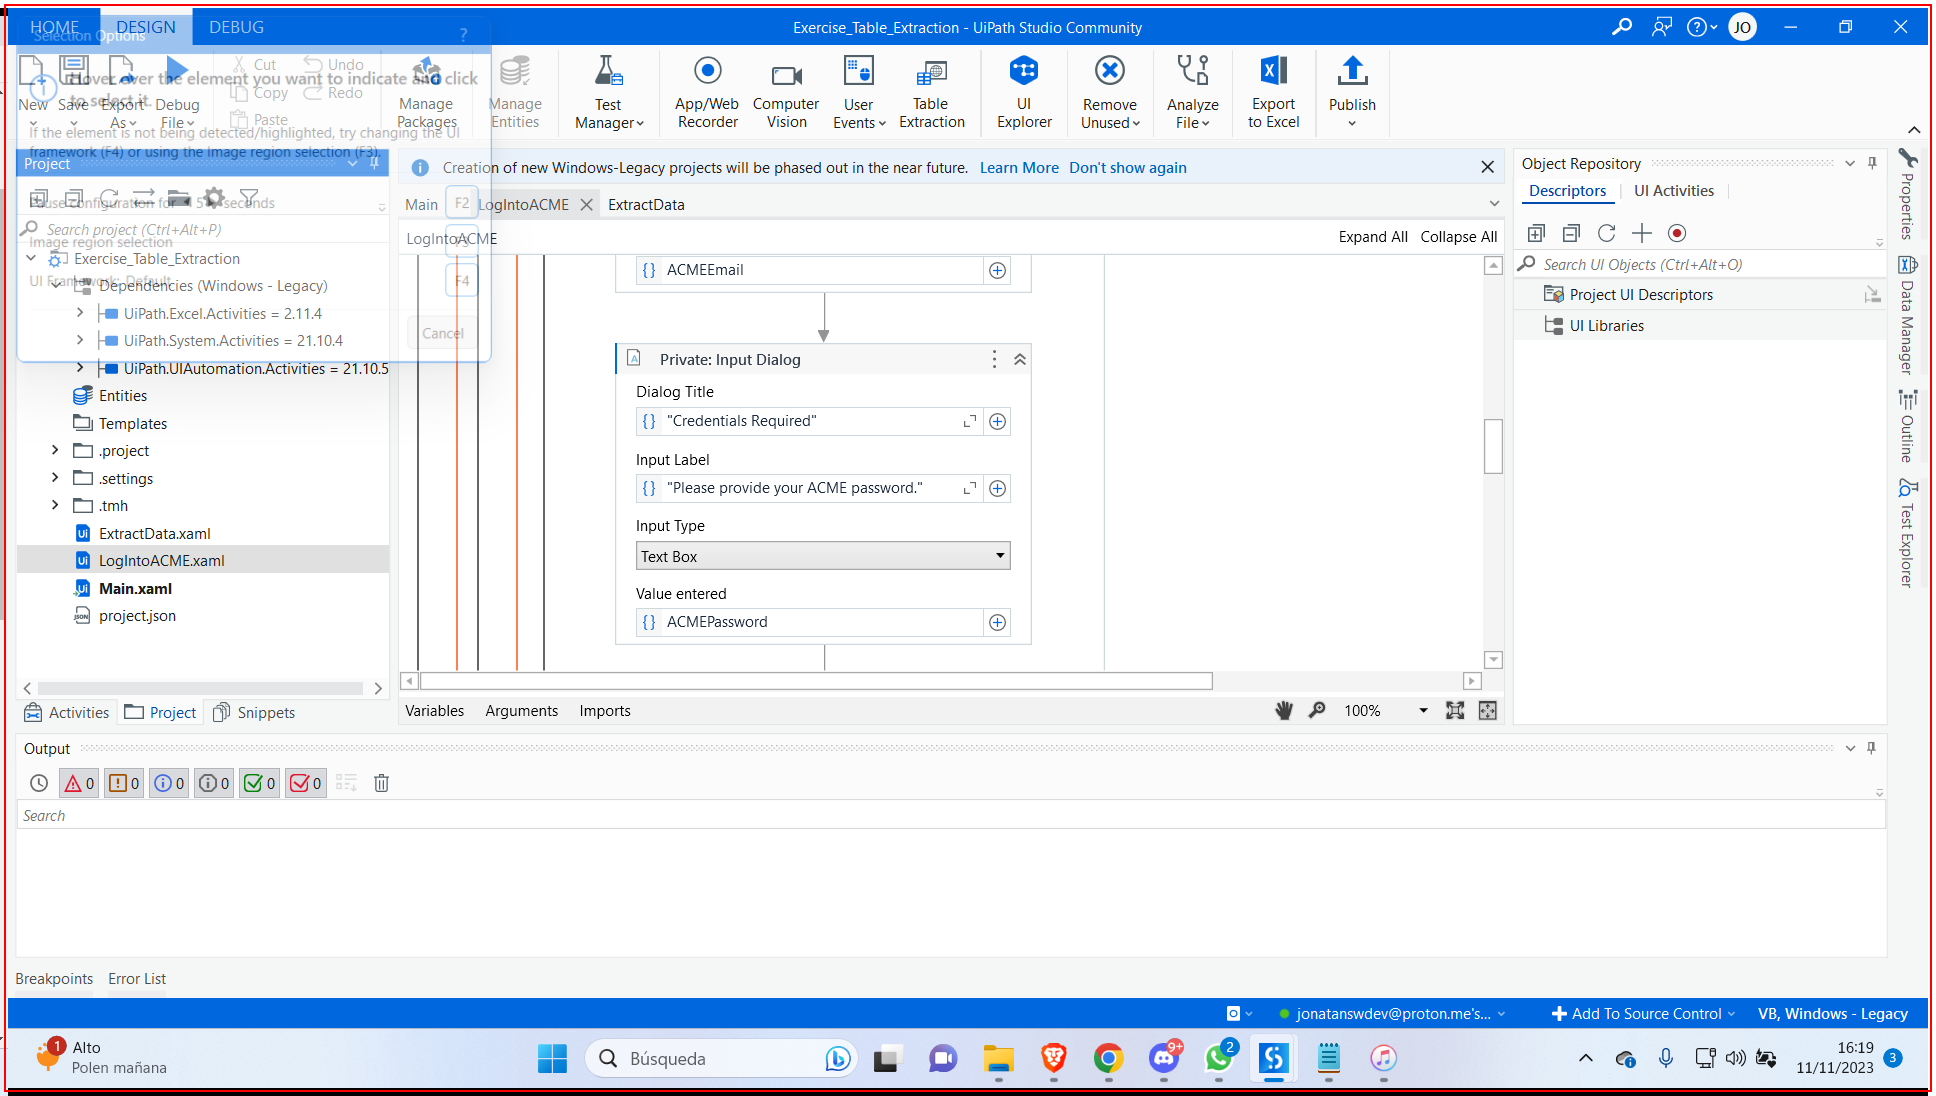 HOME DESIGN DEBUG
Exercise_Table_Extraction - UiPath Studio Community
JO
Selection Options
?
Hover over the element you want to indicate and click
to select it.
If the element is not being detected/highlighted, try changing the UI
framework (F4) or using the Image region selection (F3).
Pause configuration for
5
seconds
F2
Image region selection
UI Framework: Default
F4
Cancel
New
Save
Export
As
Debug
File
Cut
Copy
Paste
Undo
Redo
Manage
Packages
Manage
Entities
Test
Manager
App/Web
Recorder
Computer
Vision
User
Events
Table
Extraction
UI
Explorer
Remove
Unused
Analyze
File
Export
to Excel
Publish
Project
Search project (Ctrl+Alt+P)
Exercise_Table_Extraction
Dependencies (Windows - Legacy)
UiPath.Excel.Activities = 2.11.4
UiPath.System.Activities = 21.10.4
UiPath.UIAutomation.Activities = 21.10.5
Entities
Templates
.project
.settings
.tmh
ExtractData.xaml
LogIntoACME.xaml
Main.xaml
project.json
Activities Project Snippets
Creation of new Windows-Legacy projects will be phased out in the near future. Learn More Don't show again
Main LogIntoACME ExtractData
LogIntoACME
Expand All Collapse All
{} ACMEEmail
Private: Input Dialog
Dialog Title
{} "Credentials Required"
Input Label
{} "Please provide your ACME password."
Input Type
Text Box
Value entered
{} ACMEPassword
Variables Arguments Imports
100%
Object Repository
Descriptors UI Activities
Search UI Objects (Ctrl+Alt+O)
Project UI Descriptors
UI Libraries
Properties
Data Manager
Outline
Test Explorer
Output
0 0 0 0 0 0
Search
Breakpoints Error List
jonatanswdev@proton.me's...
Add To Source Control
VB, Windows - Legacy
1
Alto
Polen mañana
Búsqueda
9+
2
16:19
11/11/2023
3